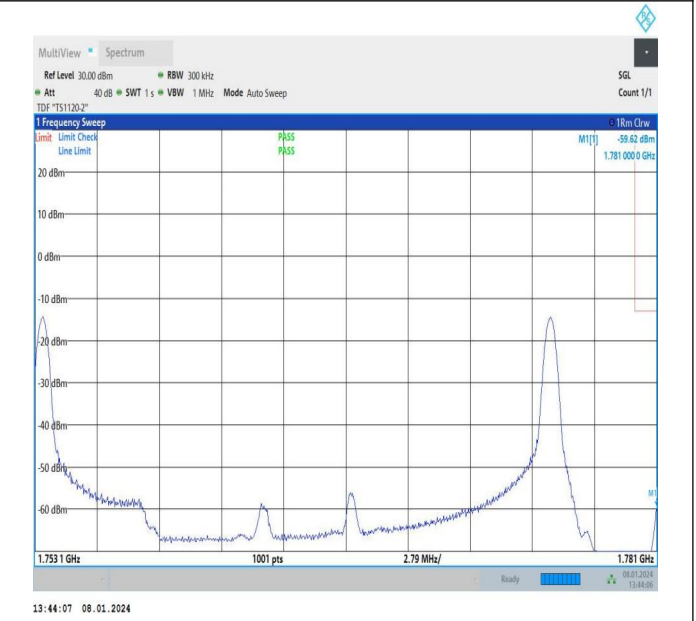 MultiView Spectrum
Ref Level 30.00 dBm RBW 300 kHz SGL
Att 40 dB SWT 1 s VBW 1 MHz Mode Auto Sweep Count 1/1
TDF "TS1120-2"
1 Frequency Sweep 1Rm Clrw
Limit Limit Check PASS M1[1] -59.62 dBm
Line Limit PASS 1.781 000 0 GHz
20 dBm
10 dBm
0 dBm
-10 dBm
-20 dBm
-30 dBm
-40 dBm
-50 dBm
M1
-60 dBm
1.753 1 GHz 1001 pts 2.79 MHz/ 1.781 GHz
Ready 08.01.2024
13:44:06
13:44:07 08.01.2024